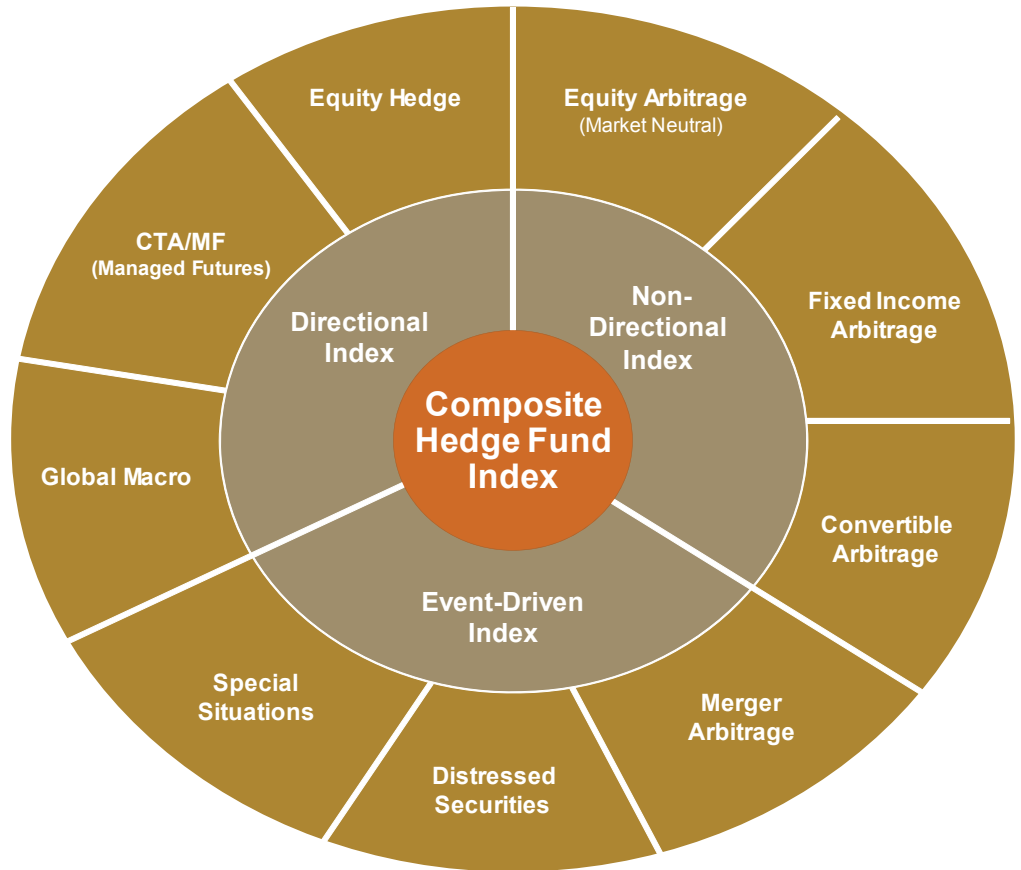 Equity Hedge
Equity Arbitrage
(Market Neutral)
CTA/MF
(Managed Futures)
Directional
Index
Non-
Directional
Index
Fixed Income
Arbitrage
Composite
Hedge Fund
Index
Global Macro
Convertible
Arbitrage
Event-Driven
Index
Special
Situations
Merger
Arbitrage
Distressed
Securities